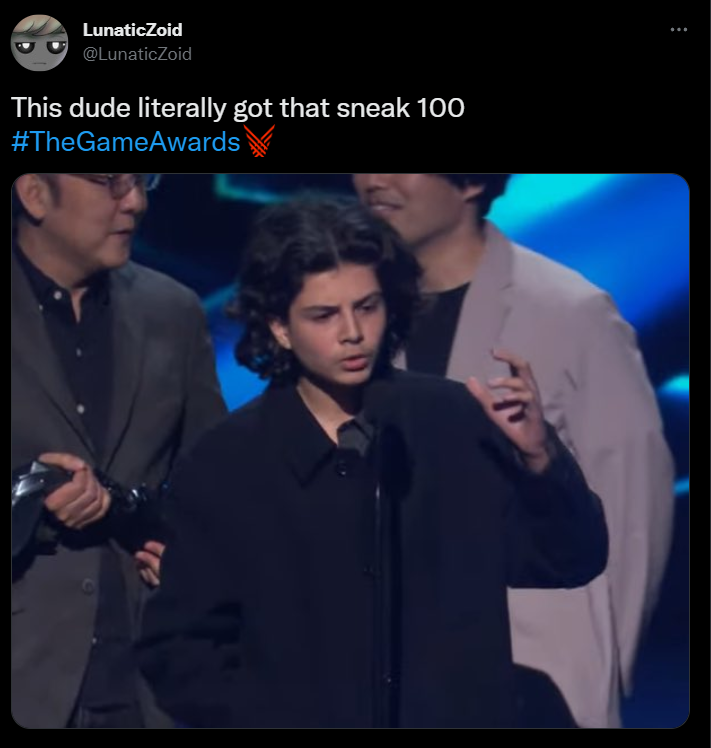 LunaticZoid
@LunaticZoid
This dude literally got that sneak 100
#TheGameAwards